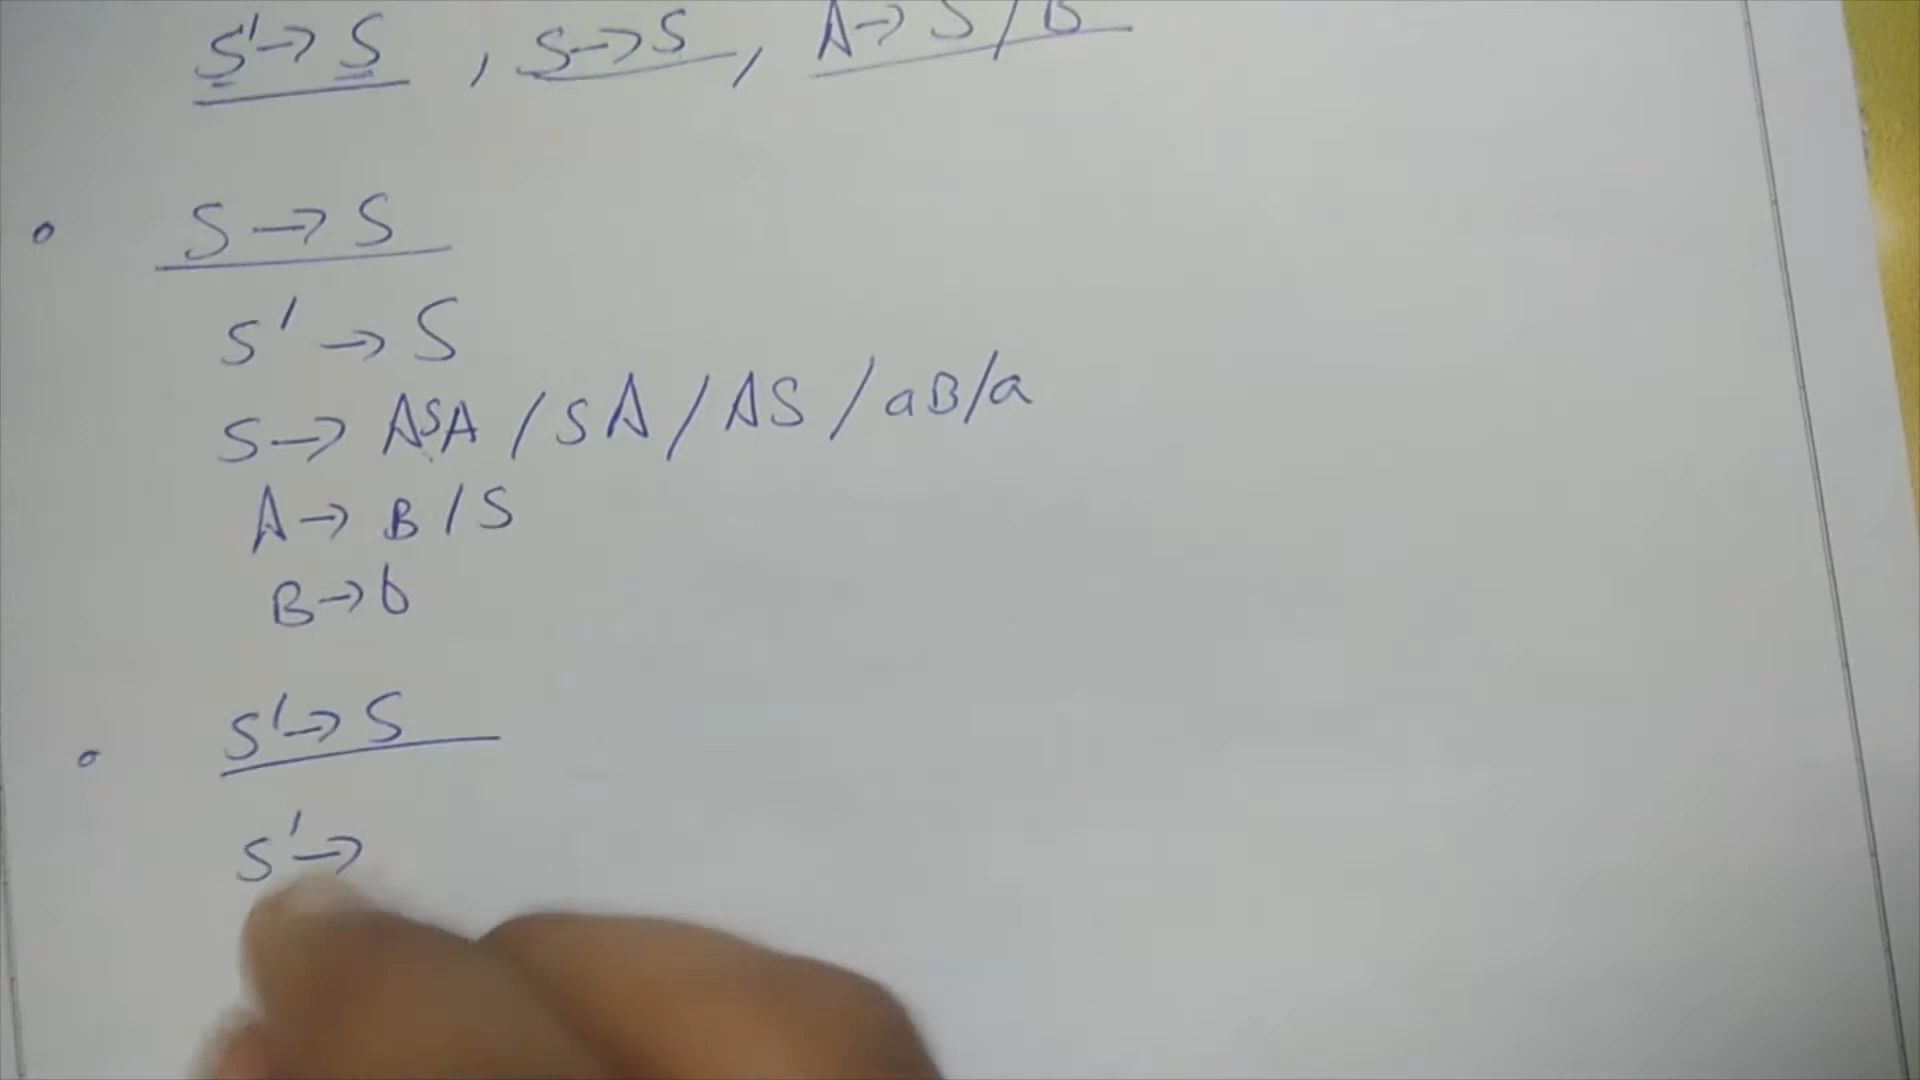 S'→S , S→S , A→S/B
S→S
S'→S
S→ASA/SA/AS/aB/a
A→B/S
B→b
S'→S
S'→